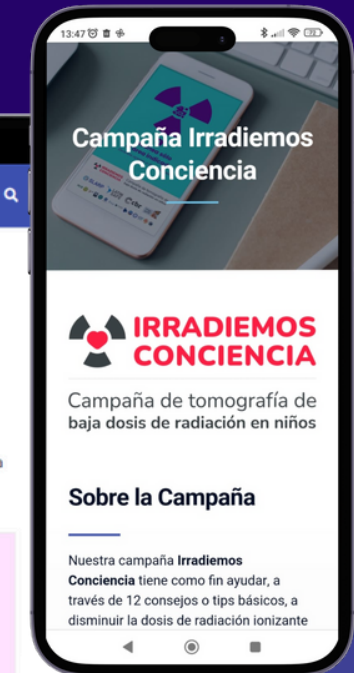 13:47
Campaña Irradiemos
Conciencia
IRRADIEMOS
CONCIENCIA
Campaña de tomografía de
baja dosis de radiación en niños
Sobre la Campaña
Nuestra campaña Irradiemos
Conciencia tiene como fin ayudar, a
través de 12 consejos o tips básicos, a
disminuir la dosis de radiación ionizante